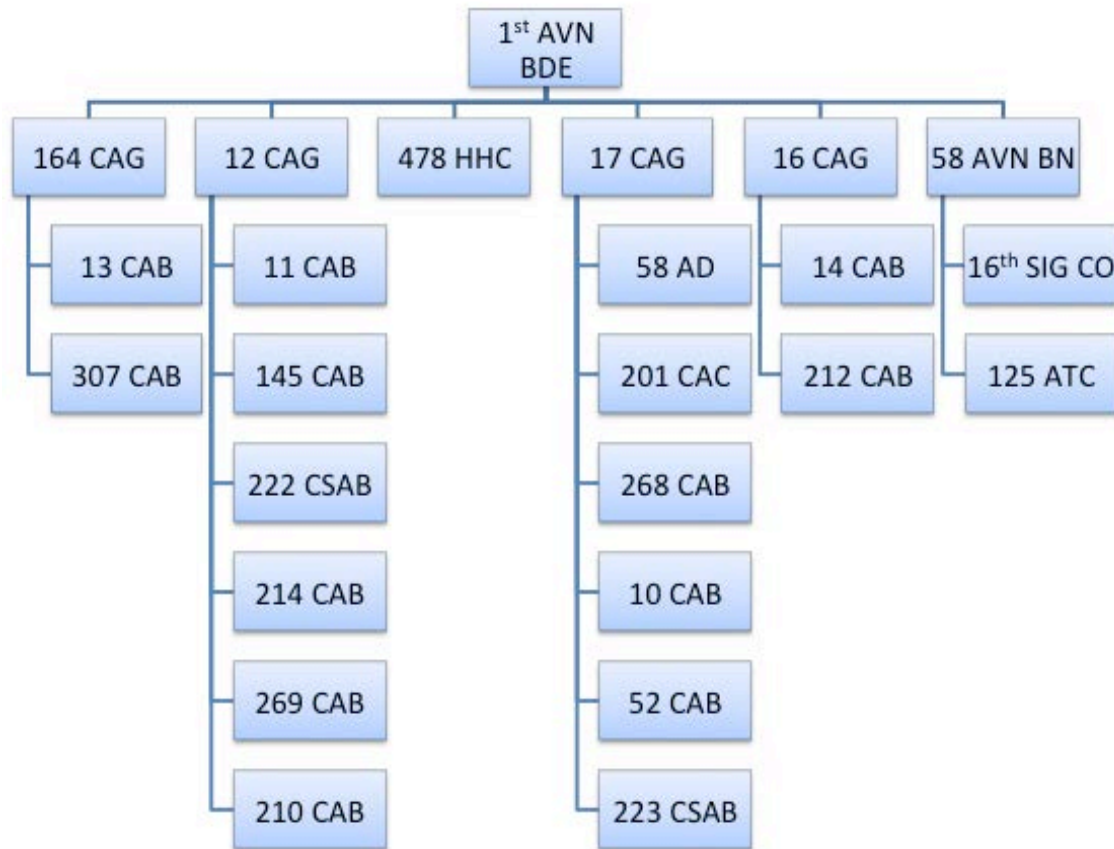 1st AVN
BDE
164 CAG
12 CAG
478 HHC
17 CAG
16 CAG
58 AVN BN
13 CAB
11 CAB
58 AD
14 CAB
16th SIG CO
307 CAB
145 CAB
201 CAC
212 CAB
125 ATC
222 CSAB
268 CAB
214 CAB
10 CAB
269 CAB
52 CAB
210 CAB
223 CSAB